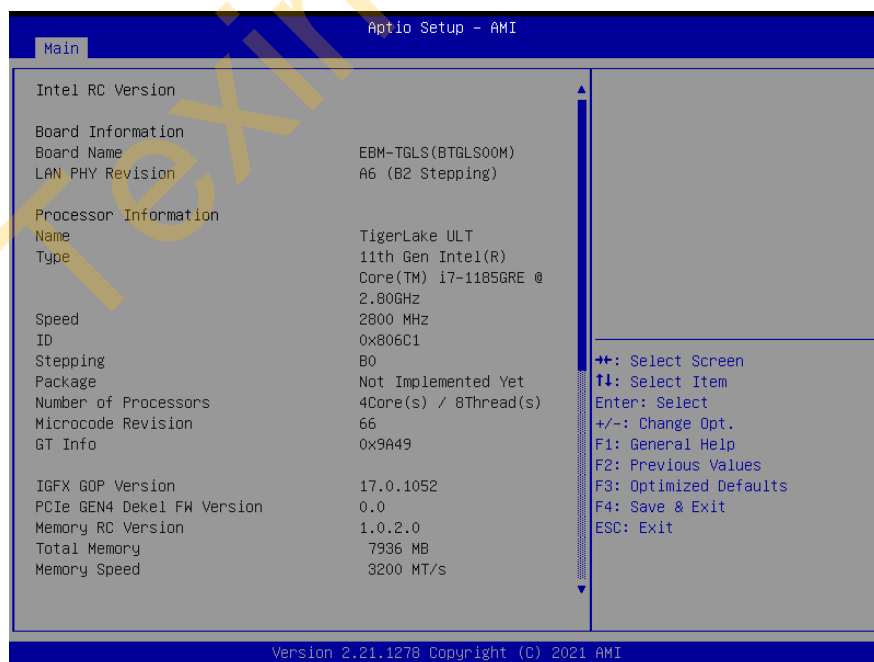 Aptio Setup - AMI
Main
Intel RC Version
Board Information
Board Name EBM-TGLS(BTGLS00M)
LAN PHY Revision A6 (B2 Stepping)
Processor Information
Name TigerLake ULT
Type 11th Gen Intel(R)
Core(TM) i7-1185GRE @
2.80GHz
Speed 2800 MHz
ID 0x806C1
Stepping B0
Package Not Implemented Yet
Number of Processors 4Core(s) / 8Thread(s)
Microcode Revision 66
GT Info 0x9A49
IGFX GOP Version 17.0.1052
PCIe GEN4 Dekel FW Version 0.0
Memory RC Version 1.0.2.0
Total Memory 7936 MB
Memory Speed 3200 MT/s
→←: Select Screen
↑↓: Select Item
Enter: Select
+/-: Change Opt.
F1: General Help
F2: Previous Values
F3: Optimized Defaults
F4: Save & Exit
ESC: Exit
Version 2.21.1278 Copyright (C) 2021 AMI